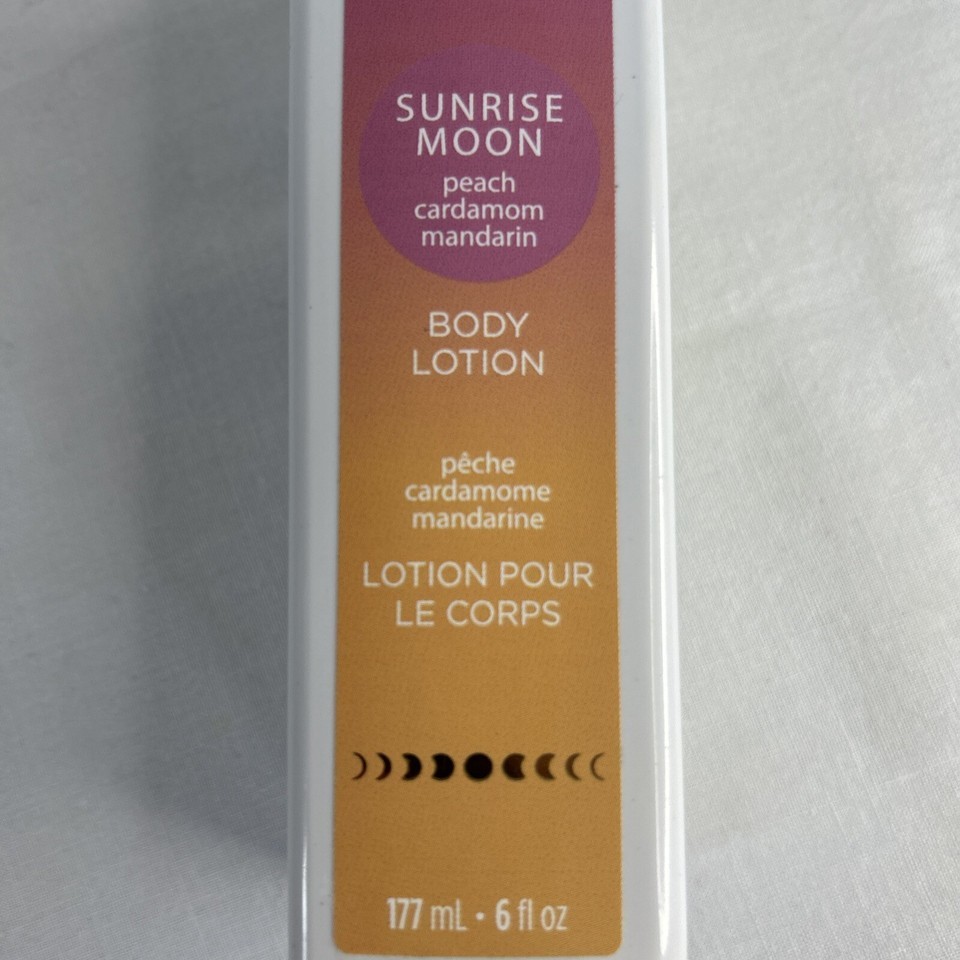 SUNRISE
MOON
peach
cardamom
mandarin
BODY
LOTION
pêche
cardamome
mandarine
LOTION POUR
LE CORPS
177 mL • 6 fl oz